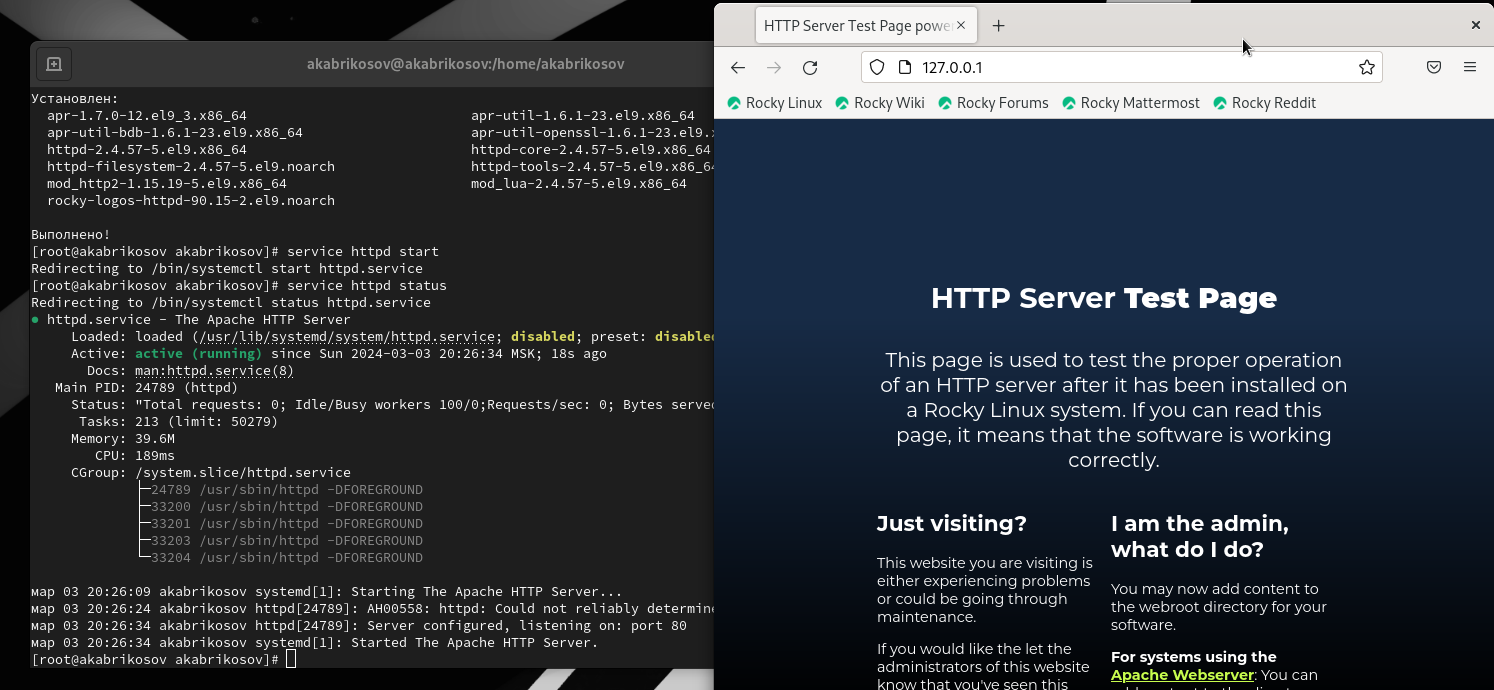 akabrikosov@akabrikosov:/home/akabrikosov
Установлен:
apr-1.7.0-12.el9_3.x86_64 apr-util-1.6.1-23.el9.x86_64
apr-util-bdb-1.6.1-23.el9.x86_64 apr-util-openssl-1.6.1-23.el9.
httpd-2.4.57-5.el9.x86_64 httpd-core-2.4.57-5.el9.x86_64
httpd-filesystem-2.4.57-5.el9.noarch httpd-tools-2.4.57-5.el9.x86_6
mod_http2-1.15.19-5.el9.x86_64 mod_lua-2.4.57-5.el9.x86_64
rocky-logos-httpd-90.15-2.el9.noarch
Выполнено!
[root@akabrikosov akabrikosov]# service httpd start
Redirecting to /bin/systemctl start httpd.service
[root@akabrikosov akabrikosov]# service httpd status
Redirecting to /bin/systemctl status httpd.service
● httpd.service - The Apache HTTP Server
Loaded: loaded (/usr/lib/systemd/system/httpd.service; disabled; preset: disabled
Active: active (running) since Sun 2024-03-03 20:26:34 MSK; 18s ago
Docs: man:httpd.service(8)
Main PID: 24789 (httpd)
Status: "Total requests: 0; Idle/Busy workers 100/0;Requests/sec: 0; Bytes served
Tasks: 213 (limit: 50279)
Memory: 39.6M
CPU: 189ms
CGroup: /system.slice/httpd.service
├─24789 /usr/sbin/httpd -DFOREGROUND
├─33200 /usr/sbin/httpd -DFOREGROUND
├─33201 /usr/sbin/httpd -DFOREGROUND
├─33203 /usr/sbin/httpd -DFOREGROUND
└─33204 /usr/sbin/httpd -DFOREGROUND
мар 03 20:26:09 akabrikosov systemd[1]: Starting The Apache HTTP Server...
мар 03 20:26:24 akabrikosov httpd[24789]: AH00558: httpd: Could not reliably determine
мар 03 20:26:34 akabrikosov httpd[24789]: Server configured, listening on: port 80
мар 03 20:26:34 akabrikosov systemd[1]: Started The Apache HTTP Server.
[root@akabrikosov akabrikosov]#
HTTP Server Test Page powe
127.0.0.1
Rocky Linux Rocky Wiki Rocky Forums Rocky Mattermost Rocky Reddit
HTTP Server Test Page
This page is used to test the proper operation
of an HTTP server after it has been installed on
a Rocky Linux system. If you can read this
page, it means that the software is working
correctly.
Just visiting?
This website you are visiting is
either experiencing problems
or could be going through
maintenance.
If you would like the let the
administrators of this website
know that you've seen this
I am the admin,
what do I do?
You may now add content to
the webroot directory for your
software.
For systems using the
Apache Webserver: You can